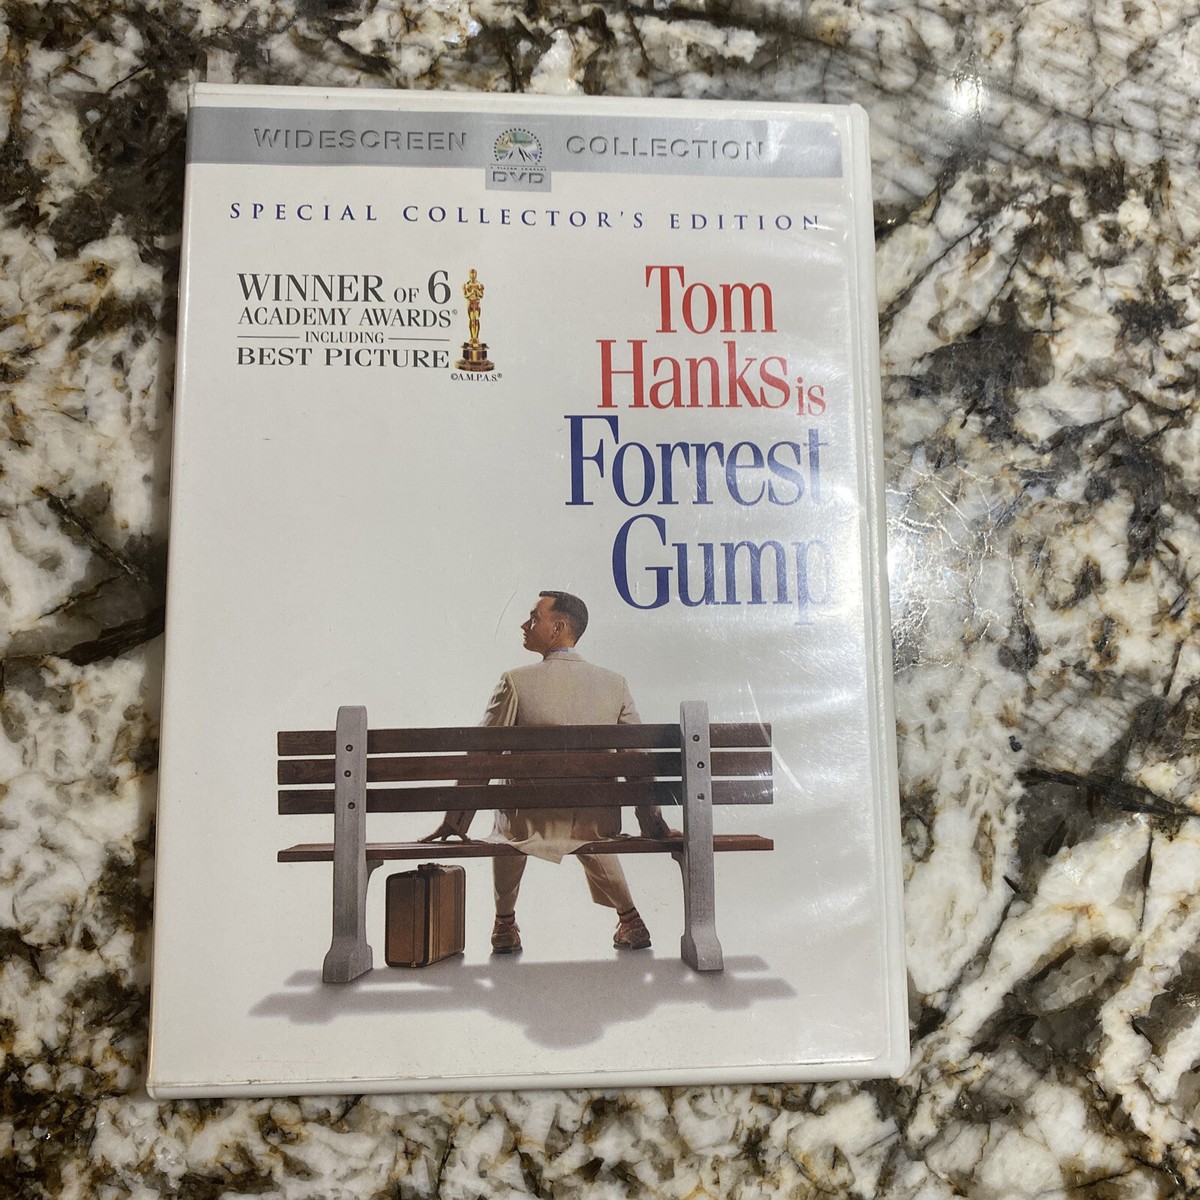 WIDESCREEN DVD COLLECTION
SPECIAL COLLECTOR'S EDITION
WINNER OF 6
ACADEMY AWARDS®
INCLUDING
BEST PICTURE
©A.M.P.A.S.®
Tom
Hanks is
Forrest
Gump